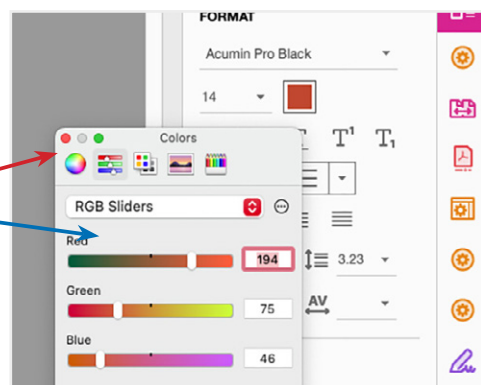 FORMAT
Acumin Pro Black
14
T T¹ T₁
Colors
RGB Sliders
Red
194
3.23
Green
75
AV
Blue
46